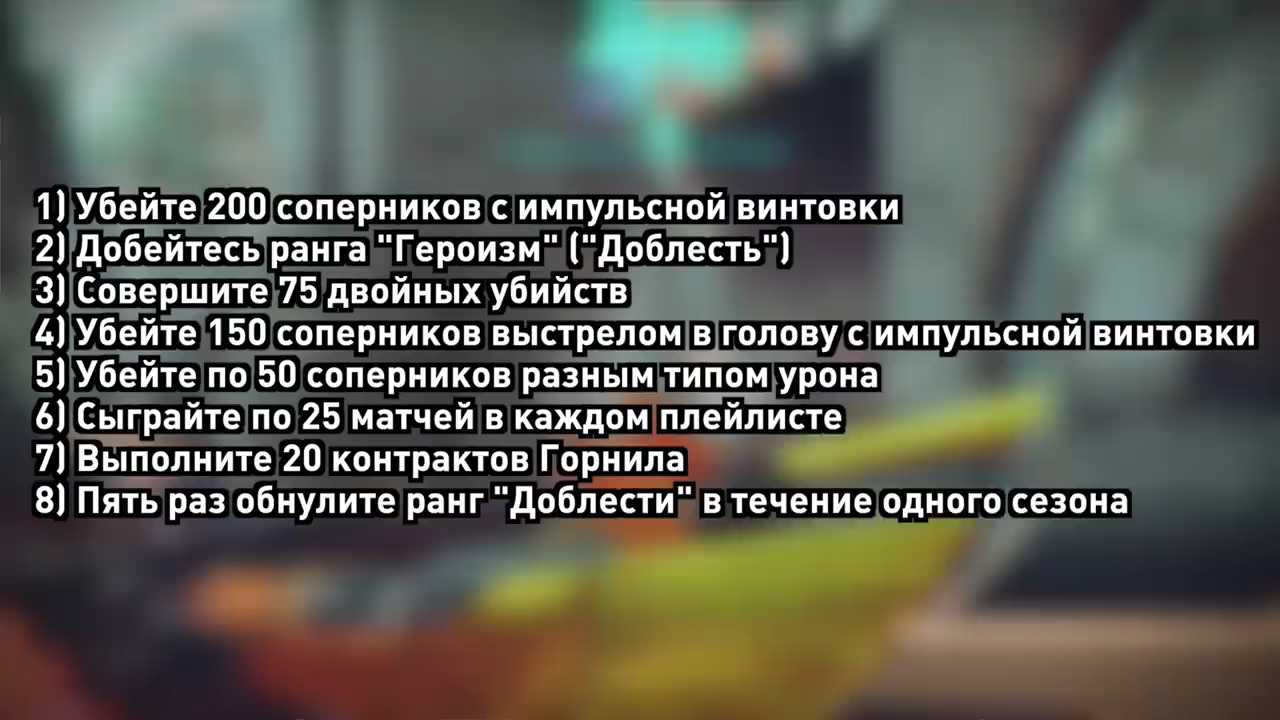 1) Убейте 200 соперников с импульсной винтовки
2) Добейтесь ранга "Героизм" ("Доблесть")
3) Совершите 75 двойных убийств
4) Убейте 150 соперников выстрелом в голову с импульсной винтовки
5) Убейте по 50 соперников разным типом урона
6) Сыграйте по 25 матчей в каждом плейлисте
7) Выполните 20 контрактов Горнила
8) Пять раз обнулите ранг "Доблести" в течение одного сезона